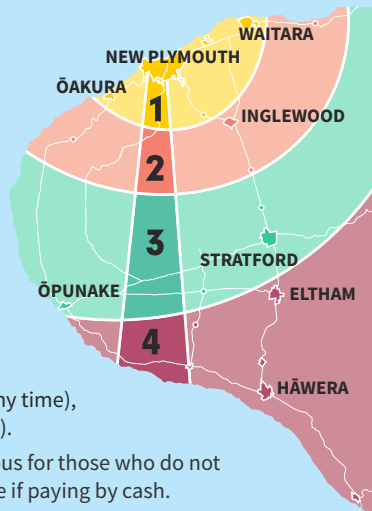 WAITARA
NEW PLYMOUTH
ŌAKURA
1
INGLEWOOD
2
3
STRATFORD
ŌPUNAKE
ELTHAM
4
HĀWERA
ny time),
).
ous for those who do not
e if paying by cash.